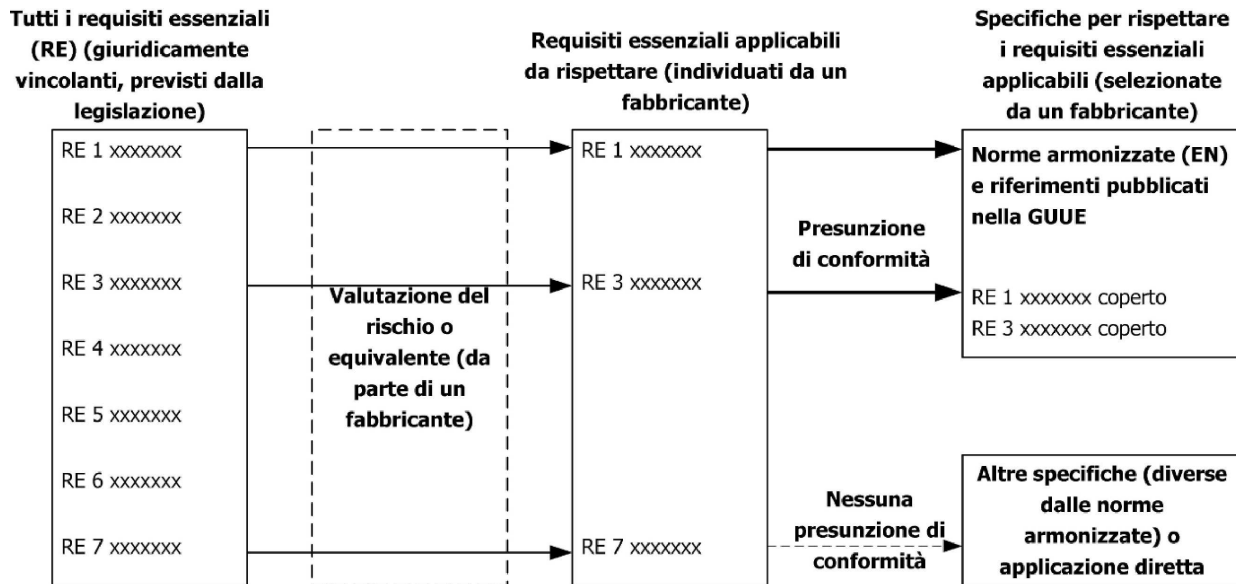 Tutti i requisiti essenziali
(RE) (giuridicamente
vincolanti, previsti dalla
legislazione)
RE 1 xxxxxxx
RE 2 xxxxxxx
RE 3 xxxxxxx
RE 4 xxxxxxx
RE 5 xxxxxxx
RE 6 xxxxxxx
RE 7 xxxxxxx
Valutazione del
rischio o
equivalente (da
parte di un
fabbricante)
Requisiti essenziali applicabili
da rispettare (individuati da un
fabbricante)
RE 1 xxxxxxx
RE 3 xxxxxxx
RE 7 xxxxxxx
Presunzione
di conformità
Nessuna
presunzione di
conformità
Specifiche per rispettare
i requisiti essenziali
applicabili (selezionate
da un fabbricante)
Norme armonizzate (EN)
e riferimenti pubblicati
nella GUUE
RE 1 xxxxxxx coperto
RE 3 xxxxxxx coperto
Altre specifiche (diverse
dalle norme
armonizzate) o
applicazione diretta